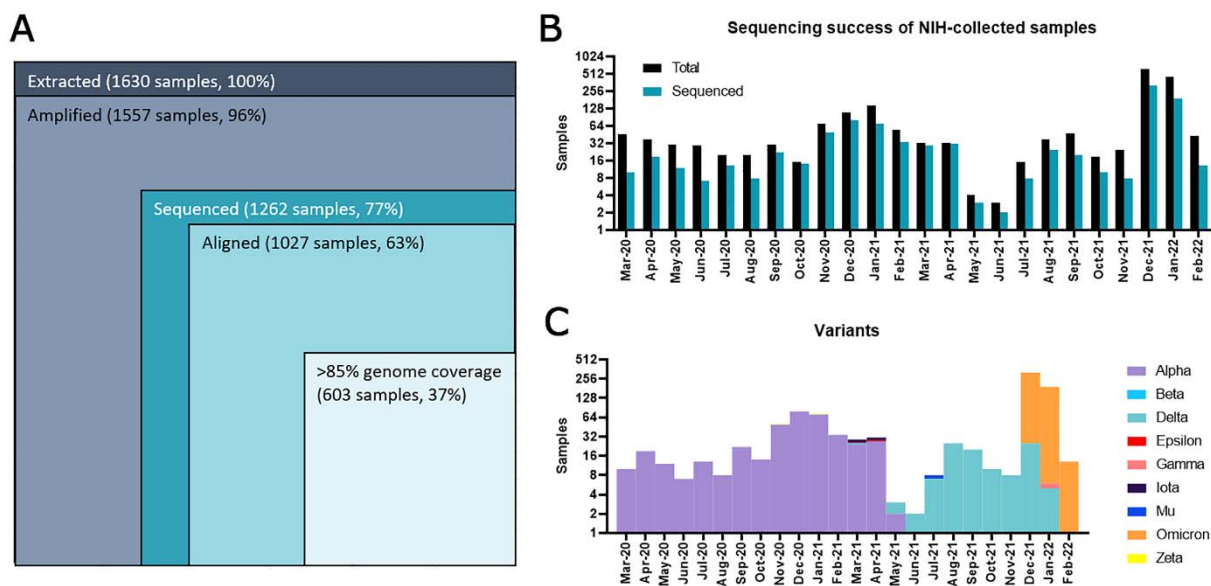 A
Extracted (1630 samples, 100%)
Amplified (1557 samples, 96%)
Sequenced (1262 samples, 77%)
Aligned (1027 samples, 63%)
>85% genome coverage
(603 samples, 37%)
B
Sequencing success of NIH-collected samples
Total
Sequenced
Samples
1024
512
256
128
64
32
16
8
4
2
1
Mar-20
Apr-20
May-20
Jun-20
Jul-20
Aug-20
Sep-20
Oct-20
Nov-20
Dec-20
Jan-21
Feb-21
Mar-21
Apr-21
May-21
Jun-21
Jul-21
Aug-21
Sep-21
Oct-21
Nov-21
Dec-21
Jan-22
Feb-22
C
Variants
Samples
512
256
128
64
32
16
8
4
2
1
Mar-20
Apr-20
May-20
Jun-20
Jul-20
Aug-20
Sep-20
Oct-20
Nov-20
Dec-20
Jan-21
Feb-21
Mar-21
Apr-21
May-21
Jun-21
Jul-21
Aug-21
Sep-21
Oct-21
Nov-21
Dec-21
Jan-22
Feb-22
Alpha
Beta
Delta
Epsilon
Gamma
Iota
Mu
Omicron
Zeta